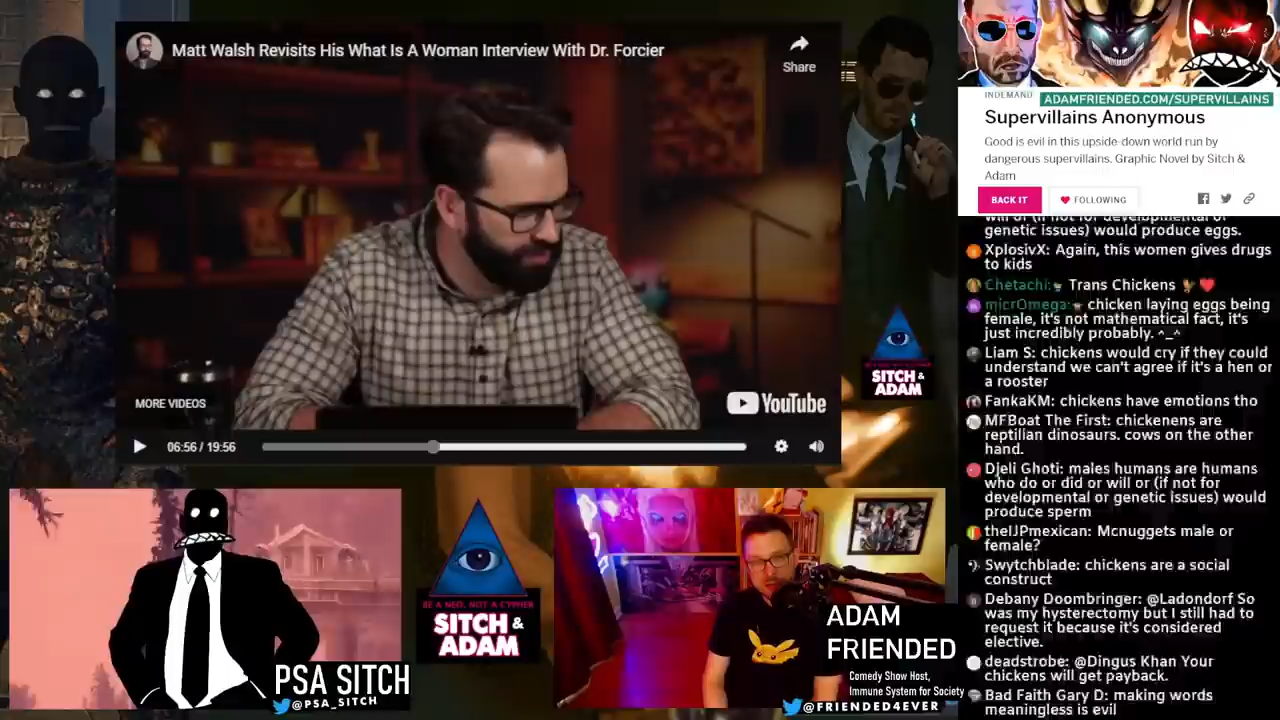 Matt Walsh Revisits His What Is A Woman Interview With Dr. Forcier
Share
MORE VIDEOS
YouTube
06:56 / 19:56
SITCH &
ADAM
INDEMAND
ADAMFRIENDED.COM/SUPERVILLAINS
Supervillains Anonymous
Good is evil in this upside-down world run by
dangerous supervillains. Graphic Novel by Sitch &
Adam
BACK IT
FOLLOWING
will or (if not for developmental or
genetic issues) would produce eggs.
XplosivX: Again, this women gives drugs
to kids
Chetachi: Trans Chickens
micrOmega: chicken laying eggs being
female, it's not mathematical fact, it's
just incredibly probably. ^_^
Liam S: chickens would cry if they could
understand we can't agree if it's a hen or
a rooster
FankaKM: chickens have emotions tho
MFBoat The First: chickenens are
reptilian dinosaurs. cows on the other
hand.
Djeli Ghoti: males humans are humans
who do or did or will or (if not for
developmental or genetic issues) would
produce sperm
theIJPmexican: Mcnuggets male or
female?
Swytchblade: chickens are a social
construct
Debany Doombringer: @Ladondorf So
was my hysterectomy but I still had to
request it because it's considered
elective.
deadstrobe: @Dingus Khan Your
chickens will get payback.
Bad Faith Gary D: making words
meaningless is evil
PSA SITCH
@PSA_SITCH
BE A NEO, NOT A CYPHER
SITCH
& ADAM
ADAM
FRIENDED
Comedy Show Host,
Immune System for Society
@FRIENDED4EVER